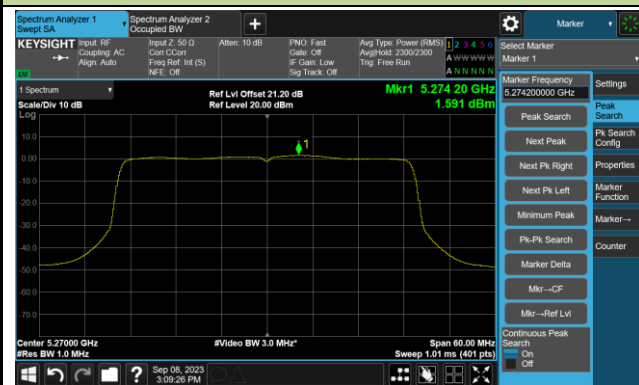 Spectrum Analyzer 1
Swept SA
Spectrum Analyzer 2
Occupied BW
Marker
KEYSIGHT
Input: RF
Coupling: AC
Align: Auto
Input Z: 50 Ω
Corr CCorr
Freq Ref: Int (S)
NFE: Off
Atten: 10 dB
PNO: Fast
Gate: Off
IF Gain: Low
Sig Track: Off
Avg Type: Power (RMS)
Avg|Hold: 2300/2300
Trig: Free Run
1 2 3 4 5 6
A W W W W W
A N N N N N
Select Marker
Marker 1
1 Spectrum
Scale/Div 10 dB
Log
Ref Lvl Offset 21.20 dB
Ref Level 20.00 dBm
Mkr1 5.274 20 GHz
1.591 dBm
10.0
0.00
-10.0
-20.0
-30.0
-40.0
-50.0
-60.0
-70.0
1
Center 5.27000 GHz
#Res BW 1.0 MHz
#Video BW 3.0 MHz*
Span 60.00 MHz
Sweep 1.01 ms (401 pts)
Marker Frequency
5.274200000 GHz
Peak Search
Next Peak
Next Pk Right
Next Pk Left
Minimum Peak
Pk-Pk Search
Marker Delta
Mkr→CF
Mkr→Ref Lvl
Continuous Peak
Search
On
Off
Settings
Peak
Search
Pk Search
Config
Properties
Marker
Function
Marker→
Counter
Sep 08, 2023
3:09:26 PM